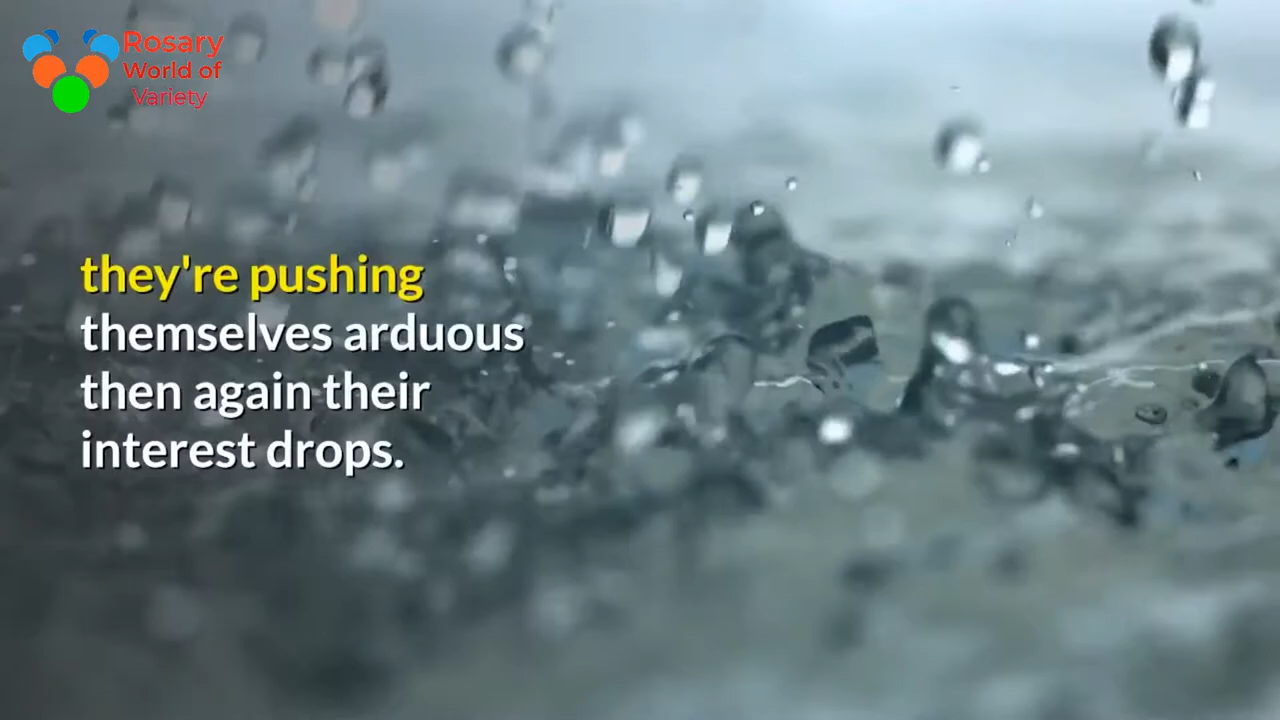 Rosary
World of
Variety
they're pushing
themselves arduous
then again their
interest drops.